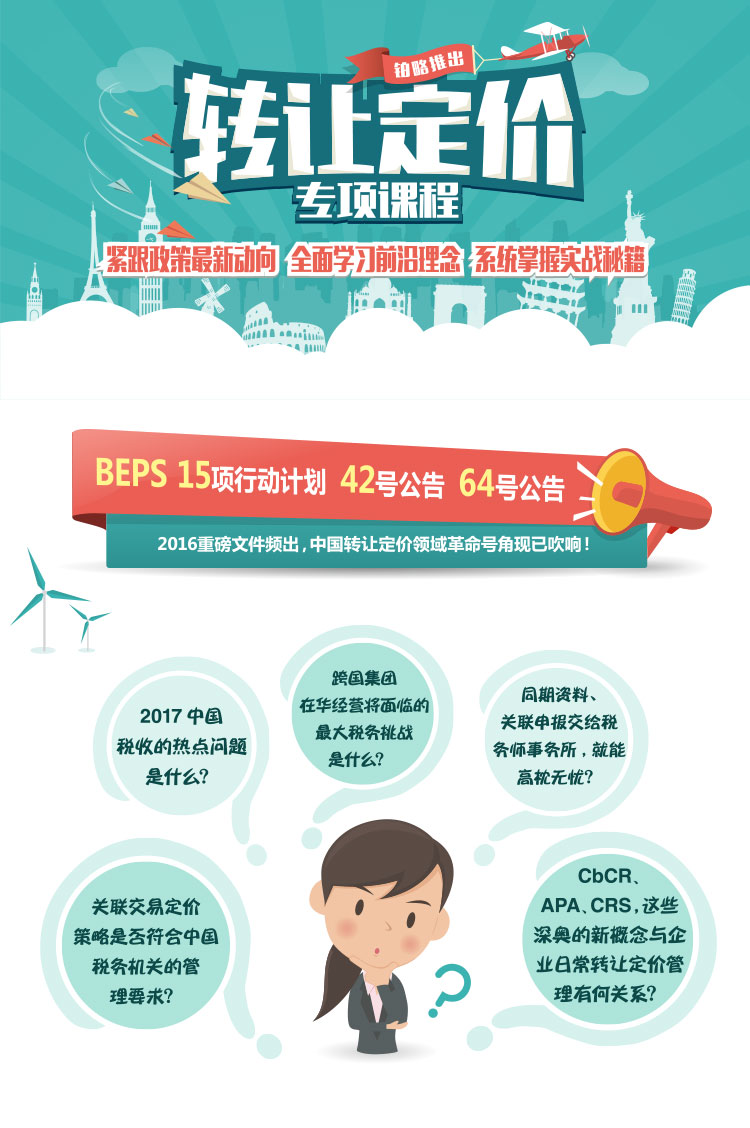 铂略推出
转让定价
专项课程
紧跟政策最新动向 全面学习前沿理念 系统掌握实战秘籍
BEPS 15项行动计划 42号公告 64号公告
2016重磅文件频出,中国转让定价领域革命号角现已吹响!
跨国集团
在华经营将面临的
最大税务挑战
是什么?
2017 中国
税收的热点问题
是什么?
同期资料、
关联申报交给税
务师事务所,就能
高枕无忧?
关联交易定价
策略是否符合中国
税务机关的管
理要求?
CbCR、
APA、CRS,这些
深奥的新概念与企
业日常转让定价管
理有何关系?